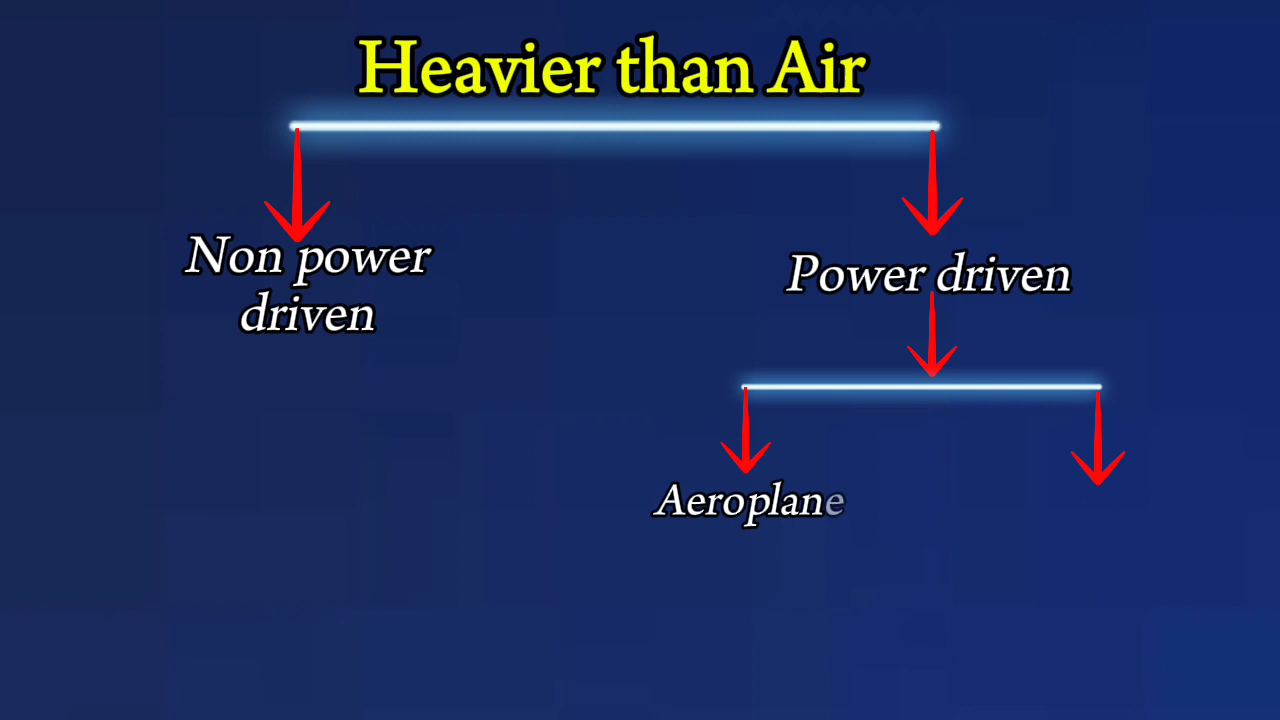 Heavier than Air
Non power
driven
Power driven
Aeroplane